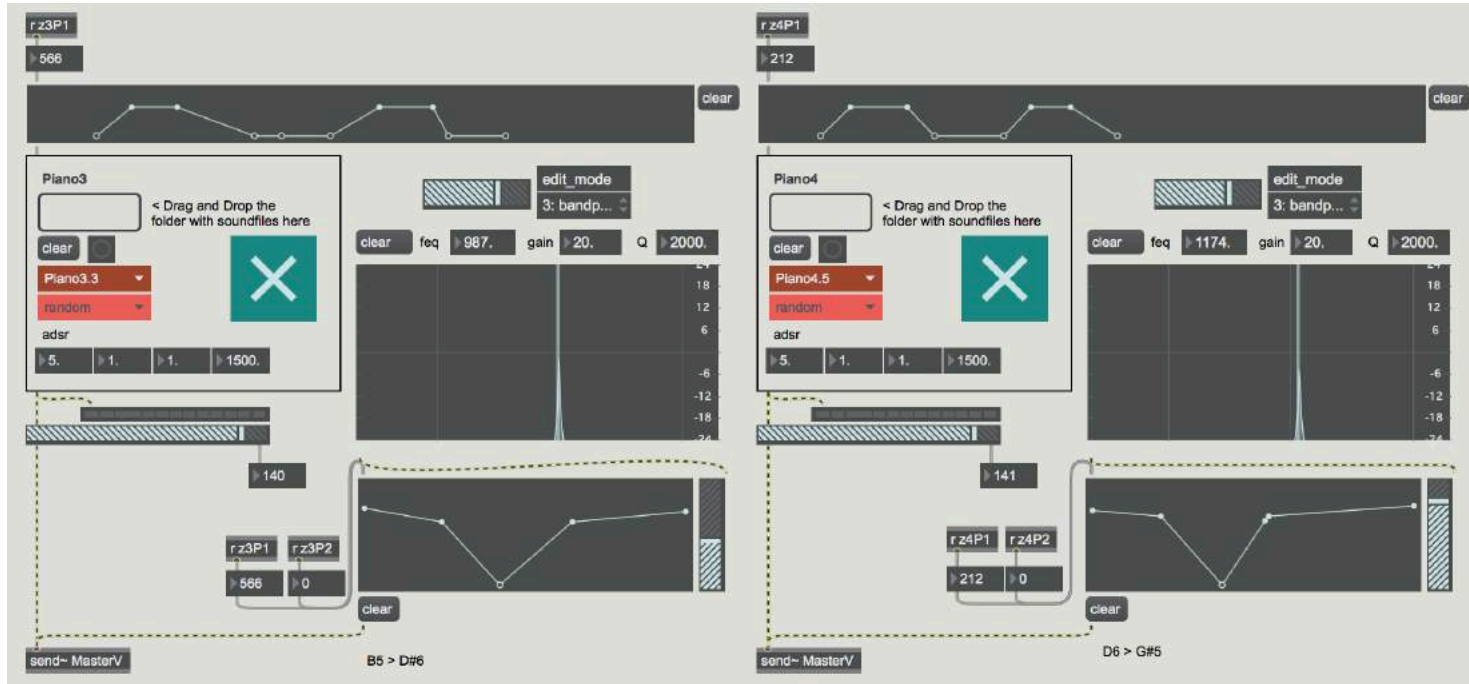 r z3P1
566
clear
Piano3
< Drag and Drop the
folder with soundfiles here
clear
Piano3.3
random
adsr
5. 1. 1. 1500.
edit_mode
3: bandp...
clear feq 987. gain 20. Q 2000.
24
18
12
6
-6
-12
-18
-24
140
r z3P1 r z3P2
566 0
clear
send~ MasterV
B5 > D#6
r z4P1
212
clear
Piano4
< Drag and Drop the
folder with soundfiles here
clear
Piano4.5
random
adsr
5. 1. 1. 1500.
edit_mode
3: bandp...
clear feq 1174. gain 20. Q 2000.
24
18
12
6
-6
-12
-18
-24
141
r z4P1 r z4P2
212 0
clear
send~ MasterV
D6 > G#5